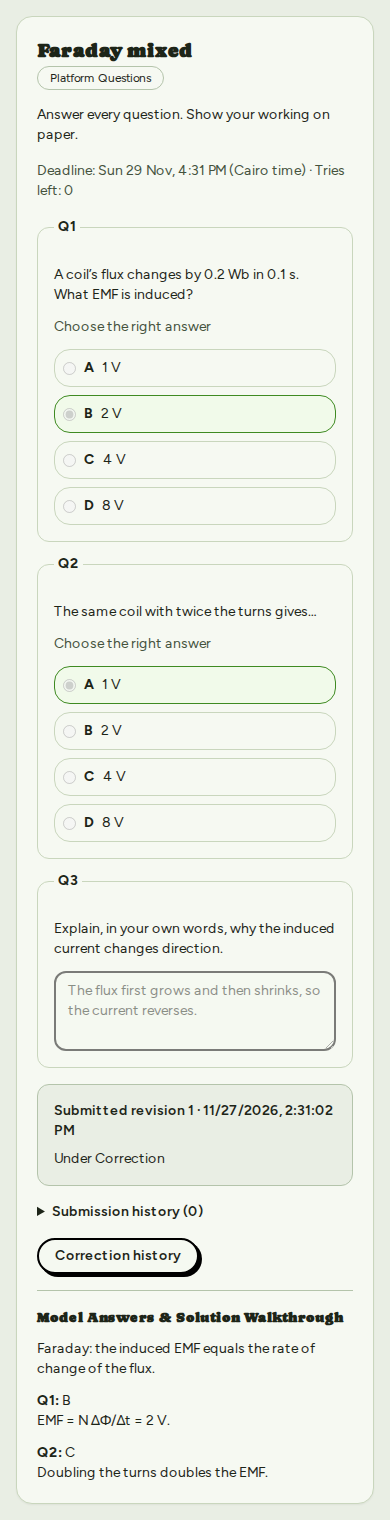 Faraday mixed
Platform Questions
Answer every question. Show your working on
paper.
Deadline: Sun 29 Nov, 4:31 PM (Cairo time) · Tries
left: 0
Q1
A coil's flux changes by 0.2 Wb in 0.1 s.
What EMF is induced?
Choose the right answer
A 1 V
B 2 V
C 4 V
D 8 V
Q2
The same coil with twice the turns gives...
Choose the right answer
A 1 V
B 2 V
C 4 V
D 8 V
Q3
Explain, in your own words, why the induced
current changes direction.
The flux first grows and then shrinks, so
the current reverses.
Submitted revision 1 · 11/27/2026, 2:31:02
PM
Under Correction
▶ Submission history (0)
Correction history
Model Answers & Solution Walkthrough
Faraday: the induced EMF equals the rate of
change of the flux.
Q1: B
EMF = N ΔΦ/Δt = 2 V.
Q2: C
Doubling the turns doubles the EMF.